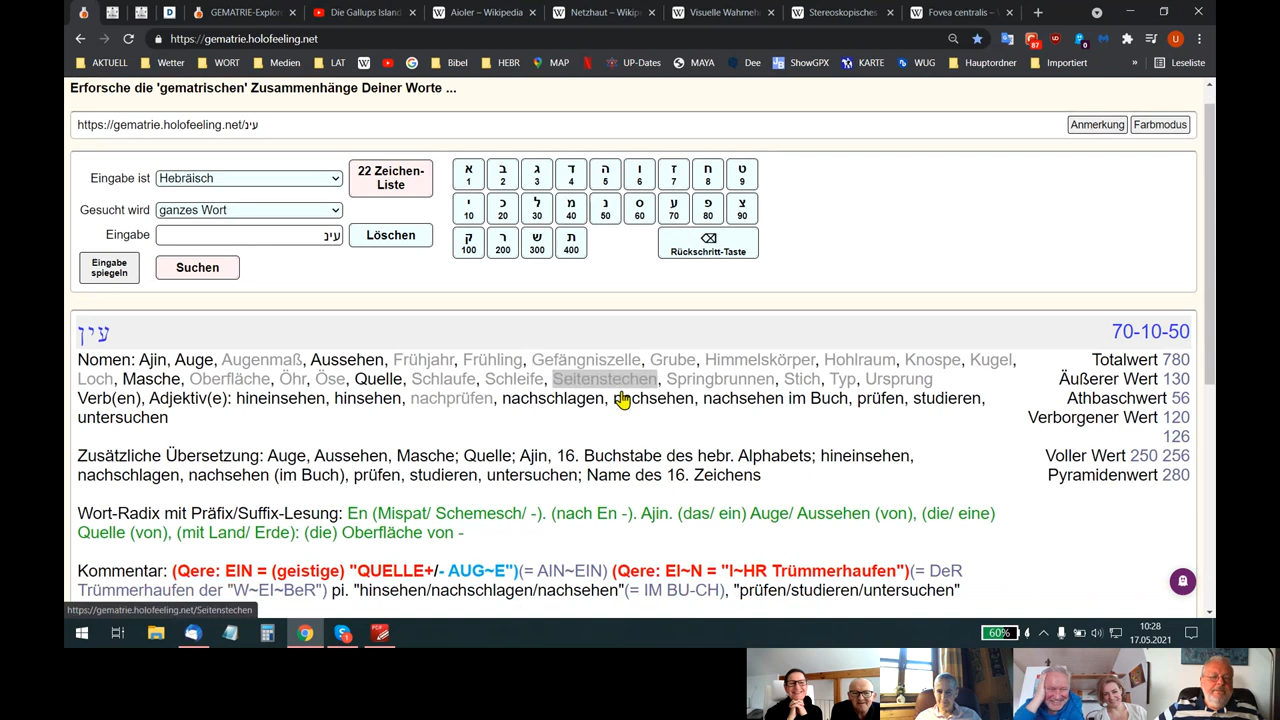 GEMATRIE-Explor
Die Gallups Island
Aioler – Wikipedia
Netzhaut – Wikipe
Visuelle Wahrnehm
Stereoskopisches
Fovea centralis – V
https://gematrie.holofeeling.net
87
0
U
AKTUELL Wetter WORT Medien LAT Bibel HEBR MAP UP-Dates MAYA Dee ShowGPX KARTE WUG Hauptordner Importiert » Leseliste
Erforsche die 'gematrischen' Zusammenhänge Deiner Worte ...
https://gematrie.holofeeling.net/עינ
Anmerkung Farbmodus
Eingabe ist Hebräisch
22 Zeichen-Liste
Gesucht wird ganzes Wort
Eingabe עינ Löschen
Eingabe spiegeln Suchen
א ב ג ד ה ו ז ח ט
1 2 3 4 5 6 7 8 9
י כ ל מ נ ס ע פ צ
10 20 30 40 50 60 70 80 90
ק ר ש ת
100 200 300 400
Rückschritt-Taste
עין 70-10-50
Nomen: Ajin, Auge, Augenmaß, Aussehen, Frühjahr, Frühling, Gefängniszelle, Grube, Himmelskörper, Hohlraum, Knospe, Kugel,
Loch, Masche, Oberfläche, Öhr, Öse, Quelle, Schlaufe, Schleife, Seitenstechen, Springbrunnen, Stich, Typ, Ursprung
Verb(en), Adjektiv(e): hineinsehen, hinsehen, nachprüfen, nachschlagen, nachsehen, nachsehen im Buch, prüfen, studieren,
untersuchen
Totalwert 780
Äußerer Wert 130
Athbaschwert 56
Verborgener Wert 120
126
Voller Wert 250 256
Pyramidenwert 280
Zusätzliche Übersetzung: Auge, Aussehen, Masche; Quelle; Ajin, 16. Buchstabe des hebr. Alphabets; hineinsehen,
nachschlagen, nachsehen (im Buch), prüfen, studieren, untersuchen; Name des 16. Zeichens
Wort-Radix mit Präfix/Suffix-Lesung: En (Mispat/ Schemesch/ -). (nach En -). Ajin. (das/ ein) Auge/ Aussehen (von), (die/ eine)
Quelle (von), (mit Land/ Erde): (die) Oberfläche von -
Kommentar: (Qere: EIN = (geistige) "QUELLE+/- AUG~E")(= AIN~EIN) (Qere: EI~N = "I~HR Trümmerhaufen")(= DeR
Trümmerhaufen der "W~EI~BeR") pi. "hinsehen/nachschlagen/nachsehen"(= IM BU-CH), "prüfen/studieren/untersuchen"
https://gematrie.holofeeling.net/Seitenstechen
60%
10:28
17.05.2021